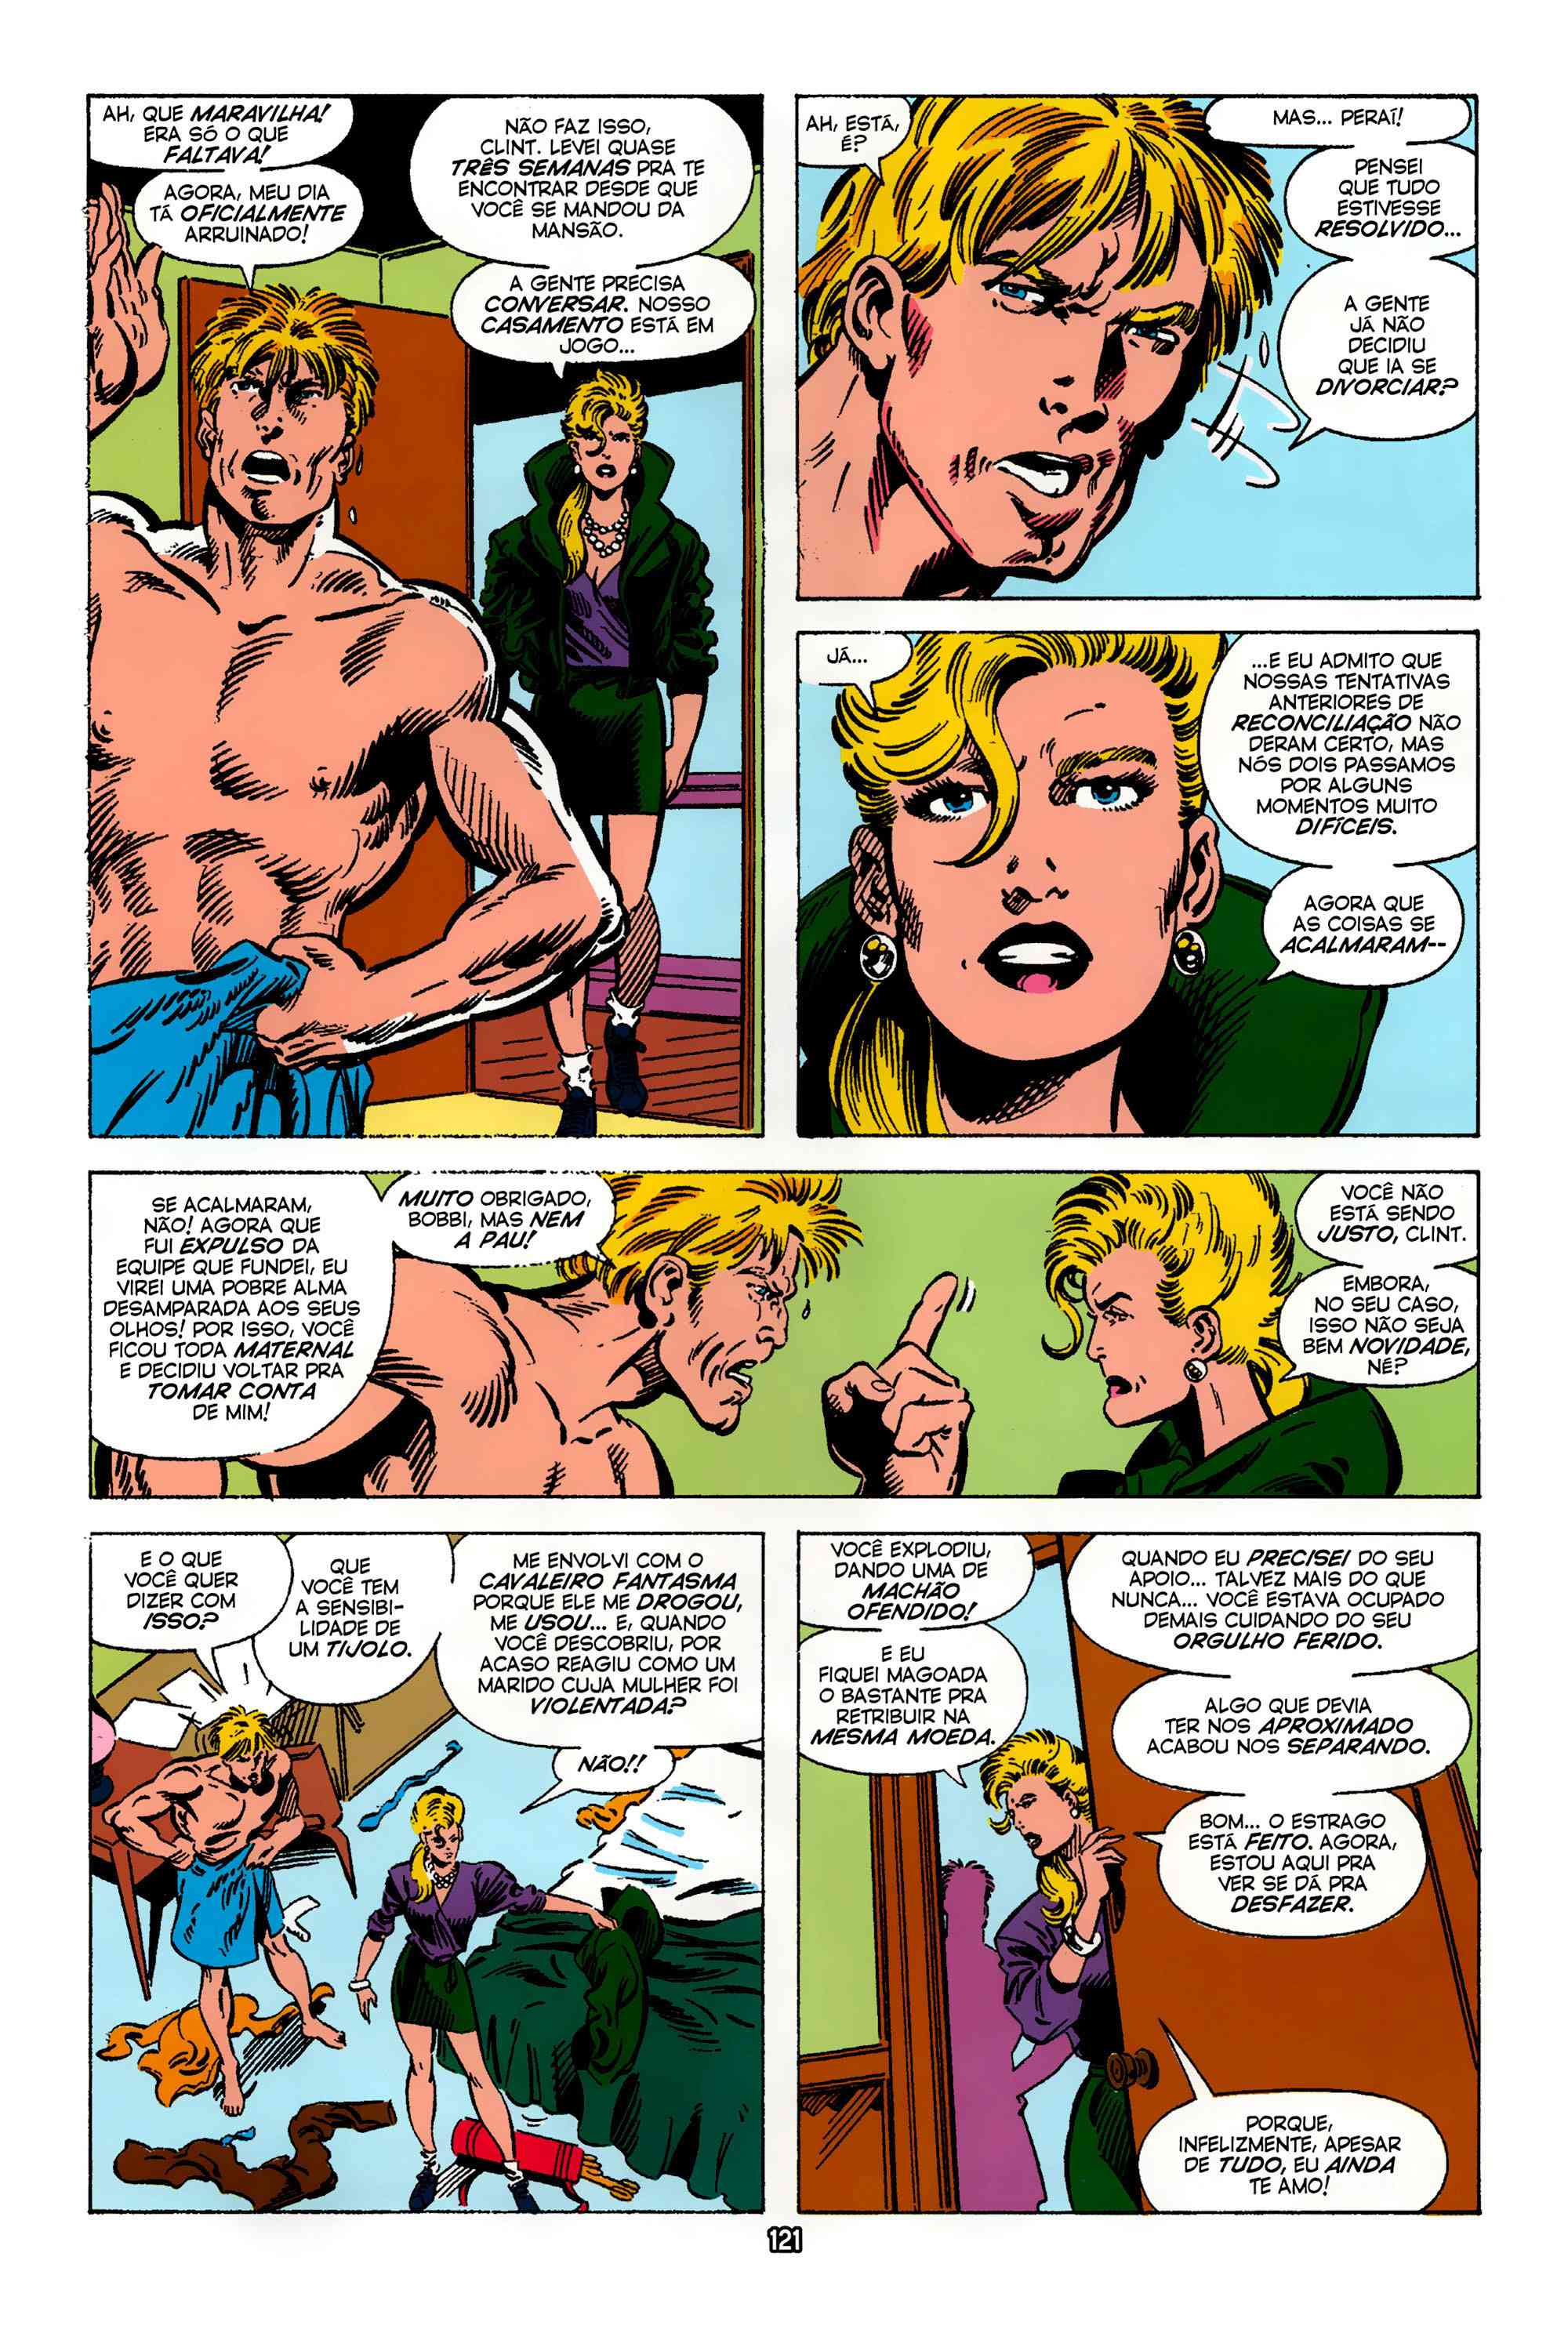 AH, QUE MARAVILHA!
ERA SÓ O QUE
FALTAVA!
AGORA, MEU DIA
TÁ OFICIALMENTE
ARRUINADO!
NÃO FAZ ISSO,
CLINT. LEVEI QUASE
TRÊS SEMANAS PRA TE
ENCONTRAR DESDE QUE
VOCÊ SE MANDOU DA
MANSÃO.
A GENTE PRECISA
CONVERSAR. NOSSO
CASAMENTO ESTÁ EM
JOGO...
AH, ESTÁ,
É?
MAS... PERAÍ!
PENSEI
QUE TUDO
ESTIVESSE
RESOLVIDO...
A GENTE
JÁ NÃO
DECIDIU
QUE IA SE
DIVORCIAR?
JÁ...
...E EU ADMITO QUE
NOSSAS TENTATIVAS
ANTERIORES DE
RECONCILIAÇÃO NÃO
DERAM CERTO, MAS
NÓS DOIS PASSAMOS
POR ALGUNS
MOMENTOS MUITO
DIFÍCEIS.
AGORA QUE
AS COISAS SE
ACALMARAM--
SE ACALMARAM,
NÃO! AGORA QUE
FUI EXPULSO DA
EQUIPE QUE FUNDEI, EU
VIREI UMA POBRE ALMA
DESAMPARADA AOS SEUS
OLHOS! POR ISSO, VOCÊ
FICOU TODA MATERNAL
E DECIDIU VOLTAR PRA
TOMAR CONTA
DE MIM!
MUITO OBRIGADO,
BOBBI, MAS NEM
A PAU!
VOCÊ NÃO
ESTÁ SENDO
JUSTO, CLINT.
EMBORA,
NO SEU CASO,
ISSO NÃO SEJA
BEM NOVIDADE,
NÉ?
E O QUE
VOCÊ QUER
DIZER COM
ISSO?
QUE
VOCÊ TEM
A SENSIBI-
LIDADE DE
UM TIJOLO.
ME ENVOLVI COM O
CAVALEIRO FANTASMA
PORQUE ELE ME DROGOU,
ME USOU... E, QUANDO
VOCÊ DESCOBRIU, POR
ACASO REAGIU COMO UM
MARIDO CUJA MULHER FOI
VIOLENTADA?
NÃO!!
VOCÊ EXPLODIU,
DANDO UMA DE
MACHÃO
OFENDIDO!
E EU
FIQUEI MAGOADA
O BASTANTE PRA
RETRIBUIR NA
MESMA MOEDA.
QUANDO EU PRECISEI DO SEU
APOIO... TALVEZ MAIS DO QUE
NUNCA... VOCÊ ESTAVA OCUPADO
DEMAIS CUIDANDO DO SEU
ORGULHO FERIDO.
ALGO QUE DEVIA
TER NOS APROXIMADO
ACABOU NOS SEPARANDO.
BOM... O ESTRAGO
ESTÁ FEITO. AGORA,
ESTOU AQUI PRA
VER SE DÁ PRA
DESFAZER.
PORQUE,
INFELIZMENTE, APESAR
DE TUDO, EU AINDA
TE AMO!
121